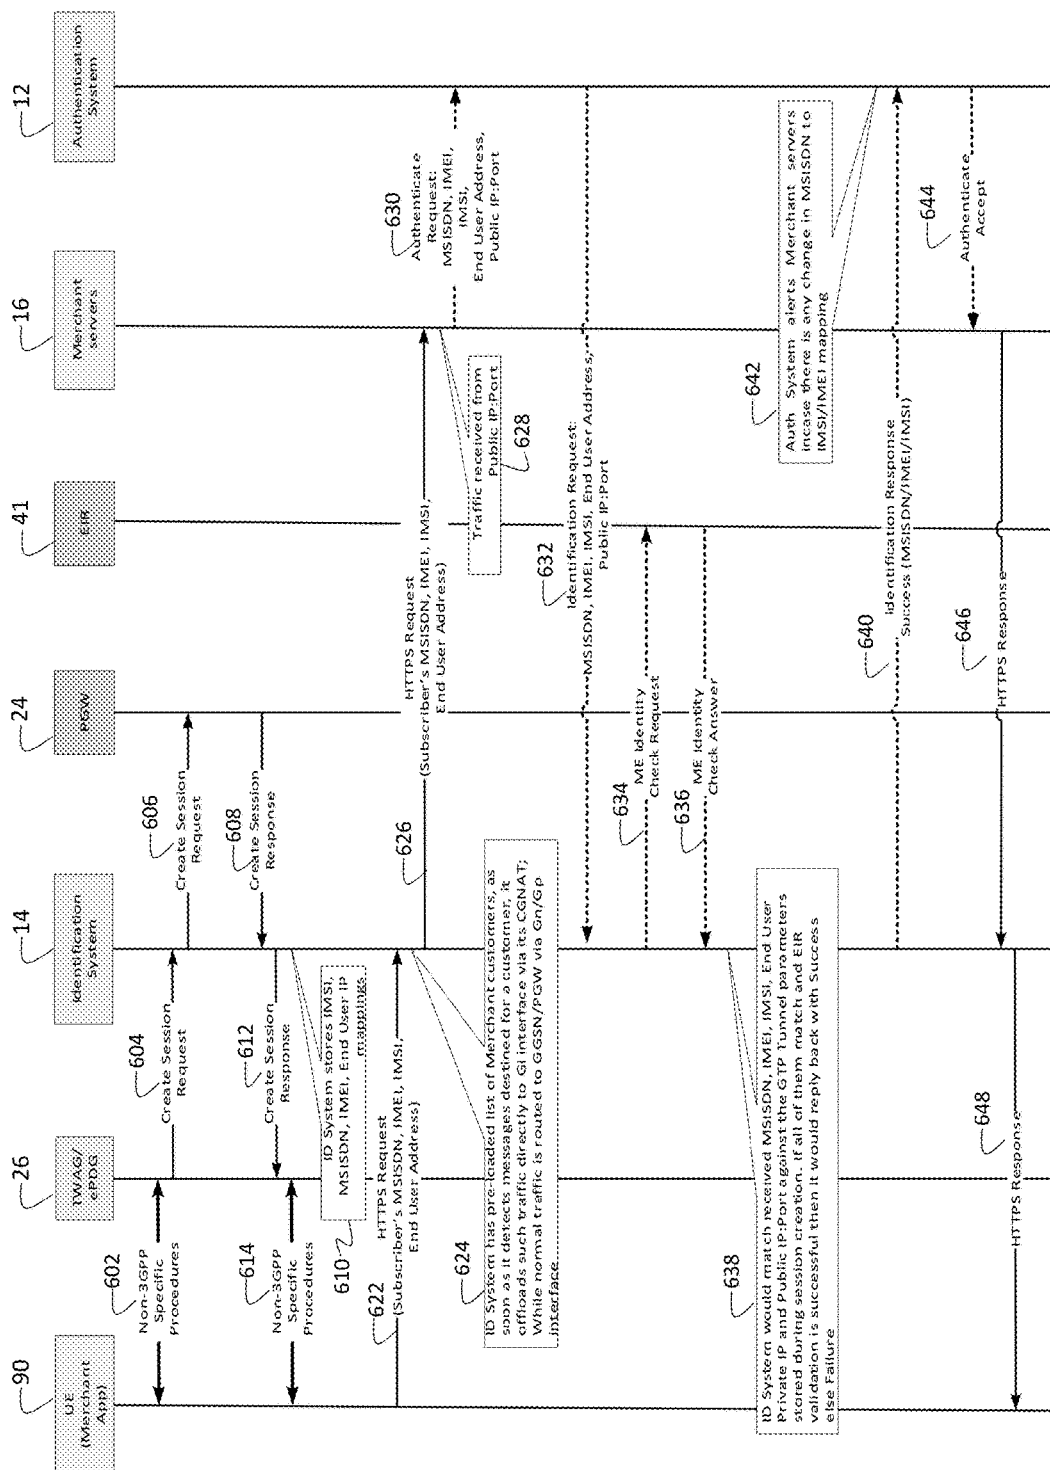 90
UE
(Merchant
App)
26
TWAG/
ePDG
14
Identification
System
24
PGW
41
EIR
16
Merchant
servers
12
Authentication
System
602
Non-3GPP
Specific
Procedures
604
Create Session
Request
606
Create Session
Request
608
Create Session
Response
612
Create Session
Response
614
Non-3GPP
Specific
Procedures
610
ID System stores IMSI,
MSISDN, IMEI, End User IP
mappings
622
HTTPS Request
(Subscriber's MSISDN, IMEI, IMSI,
End User Address)
624
ID System has pre-loaded list of Merchant customers, as
soon as it detects messages destined for a customer, it
offloads such traffic directly to Gi interface via its CGNAT;
While normal traffic is routed to GGSN/PGW via Gn/Gp
interface
626
HTTPS Request
(Subscriber's MSISDN, IMEI, IMSI,
End User Address)
628
Traffic received from
Public IP:Port
630
Authenticate
Request:
MSISDN, IMEI,
IMSI,
End User Address,
Public IP:Port
632
Identification Request:
MSISDN, IMEI, IMSI, End User Address,
Public IP:Port
634
ME Identity
Check Request
636
ME Identity
Check Answer
638
ID System would match received MSISDN, IMEI, IMSI, End User
Private IP and Public IP:Port against the GTP Tunnel parameters
stored during session creation. If all of them match and EIR
validation is successful then it would reply back with Success
else Failure
640
Identification Response
Success (MSISDN/IMEI/IMSI)
642
Auth System alerts Merchant servers
incase there is any change in MSISDN to
IMSI/IMEI mapping
644
Authenticate
Accept
646
HTTPS Response
648
HTTPS Response